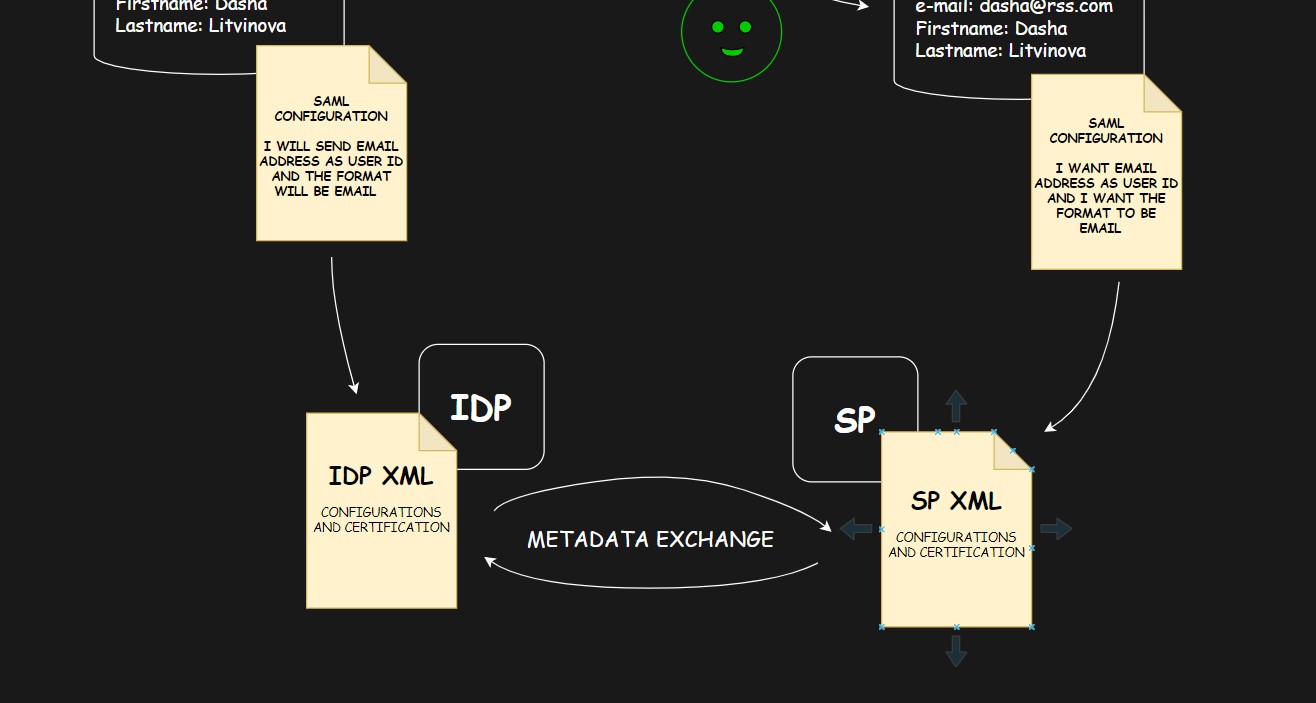 Firstname: Dasha
Lastname: Litvinova
e-mail: dasha@rss.com
Firstname: Dasha
Lastname: Litvinova
SAML
CONFIGURATION
I WILL SEND EMAIL
ADDRESS AS USER ID
AND THE FORMAT
WILL BE EMAIL
SAML
CONFIGURATION
I WANT EMAIL
ADDRESS AS USER ID
AND I WANT THE
FORMAT TO BE
EMAIL
IDP
SP
IDP XML
CONFIGURATIONS
AND CERTIFICATION
METADATA EXCHANGE
SP XML
CONFIGURATIONS
AND CERTIFICATION